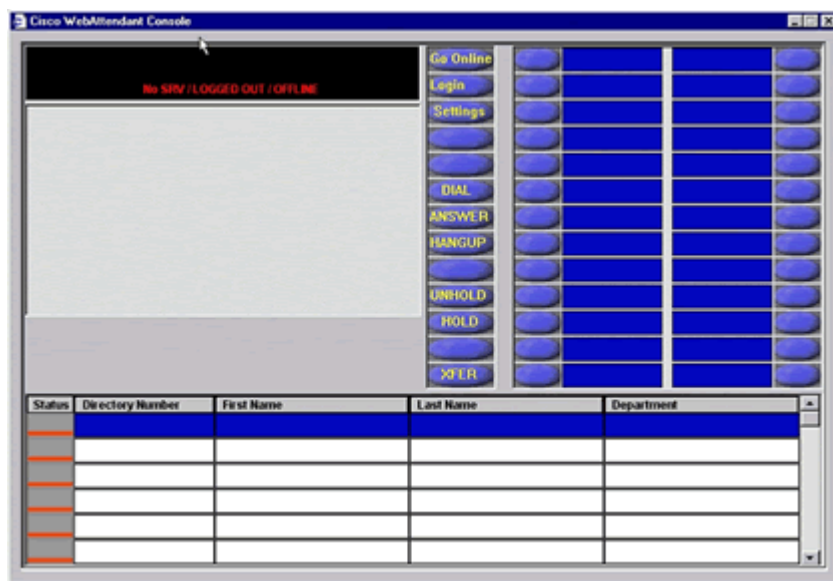 Cisco WebAttendant Console
No SRV / LOGGED OUT / OFFLINE
Go Online
Login
Settings
DIAL
ANSWER
HANGUP
UNHOLD
HOLD
XFER
Status Directory Number First Name Last Name Department